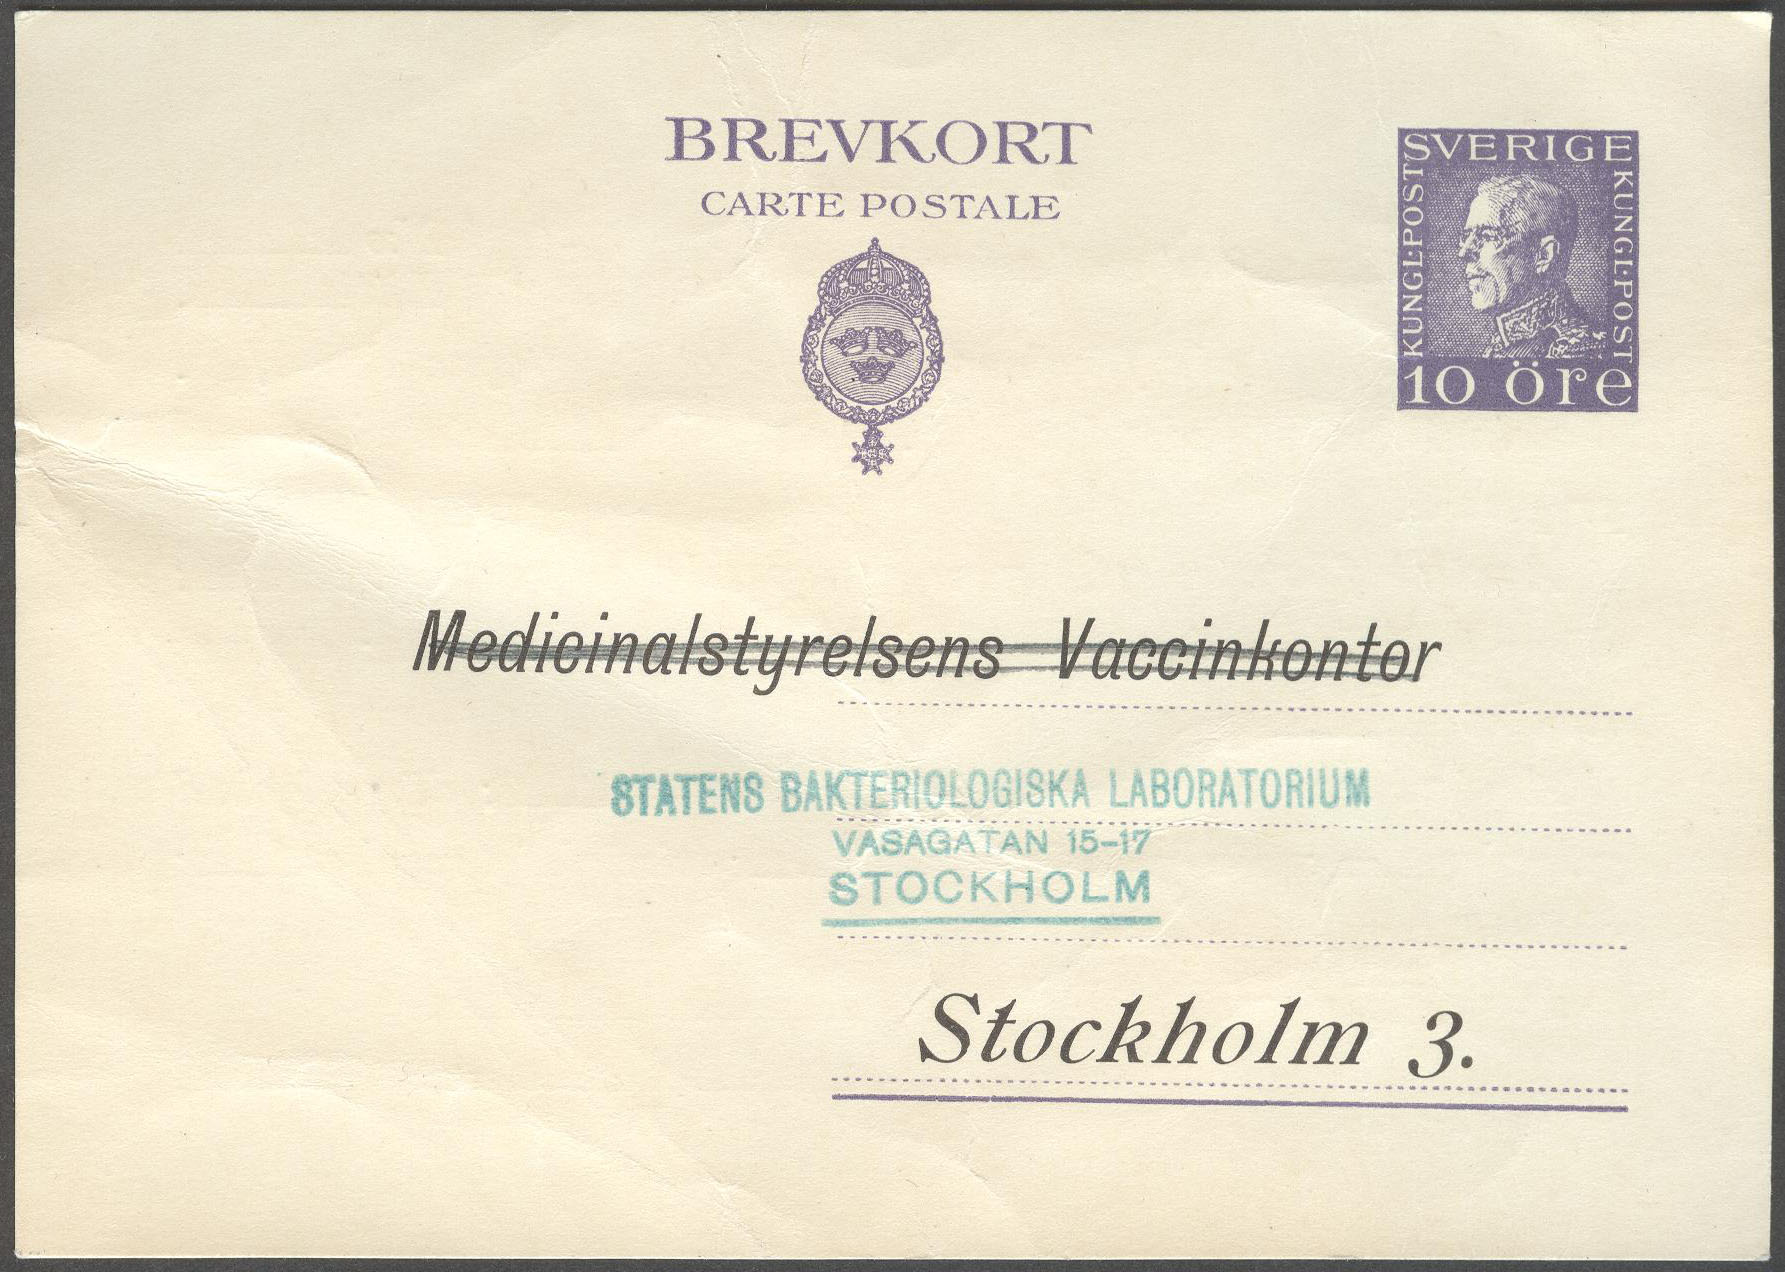 BREVKORT
CARTE POSTALE
SVERIGE
KUNGL·POST
KUNGL·POST
10 öre
Medicinalstyrelsens Vaccinkontor
STATENS BAKTERIOLOGISKA LABORATORIUM
VASAGATAN 15-17
STOCKHOLM
Stockholm 3.